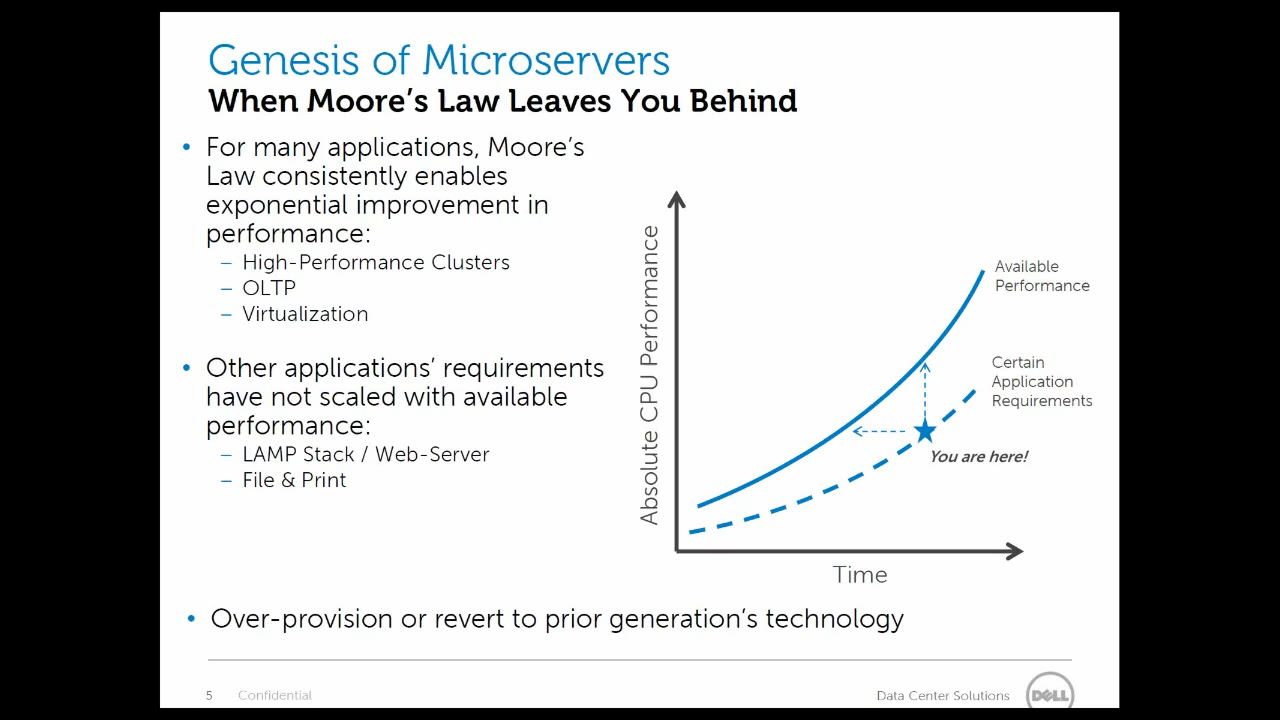 Genesis of Microservers
When Moore's Law Leaves You Behind
• For many applications, Moore's
Law consistently enables
exponential improvement in
performance:
– High-Performance Clusters
– OLTP
– Virtualization
• Other applications' requirements
have not scaled with available
performance:
– LAMP Stack / Web-Server
– File & Print
Absolute CPU Performance
Available
Performance
Certain
Application
Requirements
You are here!
Time
• Over-provision or revert to prior generation's technology
5 Confidential
Data Center Solutions
DELL